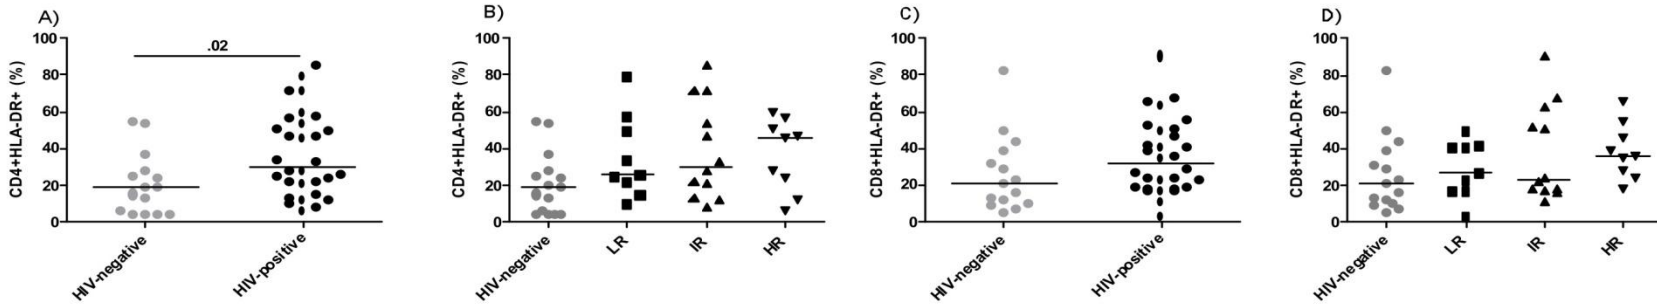 A)
CD4+HLA-DR+ (%)
100
80
60
40
20
0
.02
HIV-negative
HIV-positive
B)
CD4+HLA-DR+ (%)
100
80
60
40
20
0
HIV-negative
LR
IR
HR
C)
CD8+HLA-DR+ (%)
100
80
60
40
20
0
HIV-negative
HIV-positive
D)
CD8+HLA-DR+ (%)
100
80
60
40
20
0
HIV-negative
LR
IR
HR